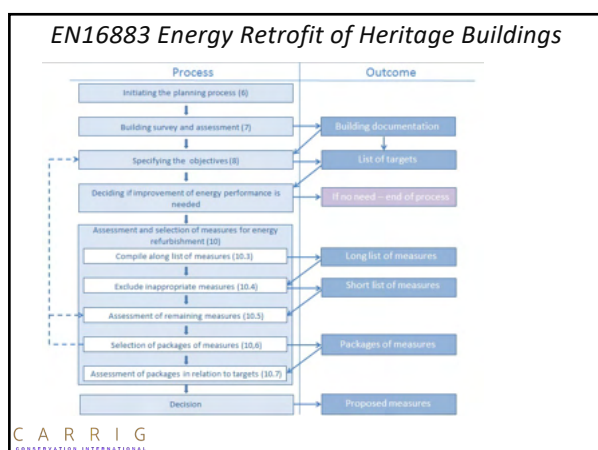 EN16883 Energy Retrofit of Heritage Buildings
Process
Outcome
Initiating the planning process (6)
Building survey and assessment (7)
Building documentation
Specifying the objectives (8)
List of targets
Deciding if improvement of energy performance is
needed
If no need – end of process
Assessment and selection of measures for energy
refurbishment (10)
Compile along list of measures (10.3)
Long list of measures
Exclude inappropriate measures (10.4)
Short list of measures
Assessment of remaining measures (10.5)
Selection of packages of measures (10,6)
Packages of measures
Assessment of packages in relation to targets (10.7)
Decision
Proposed measures
CARRIG
CONSERVATION INTERNATIONAL